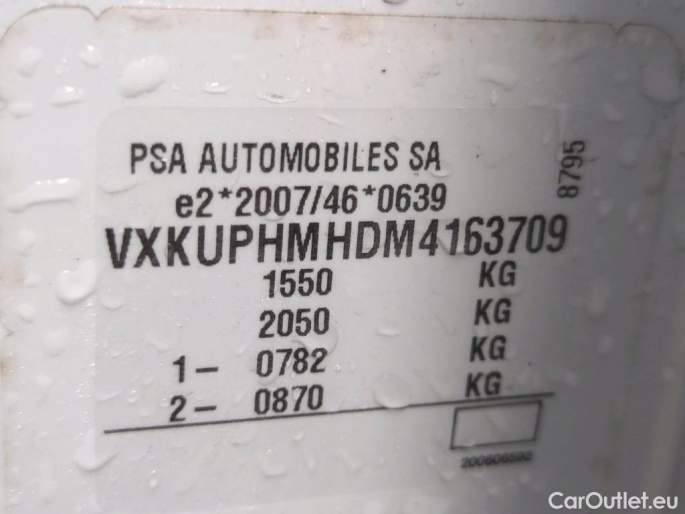 PSA AUTOMOBILES SA
8795
e2*2007/46*0639
VXKUPHMHDM4163709
1550 KG
2050 KG
1– 0782 KG
2– 0870 KG
CarOutlet.eu